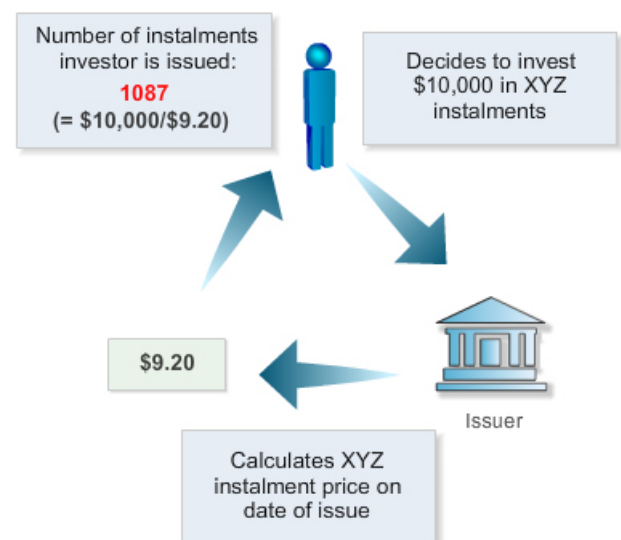 Number of instalments
investor is issued:
1087
(= $10,000/$9.20)
Decides to invest
$10,000 in XYZ
instalments
$9.20
Issuer
Calculates XYZ
instalment price on
date of issue